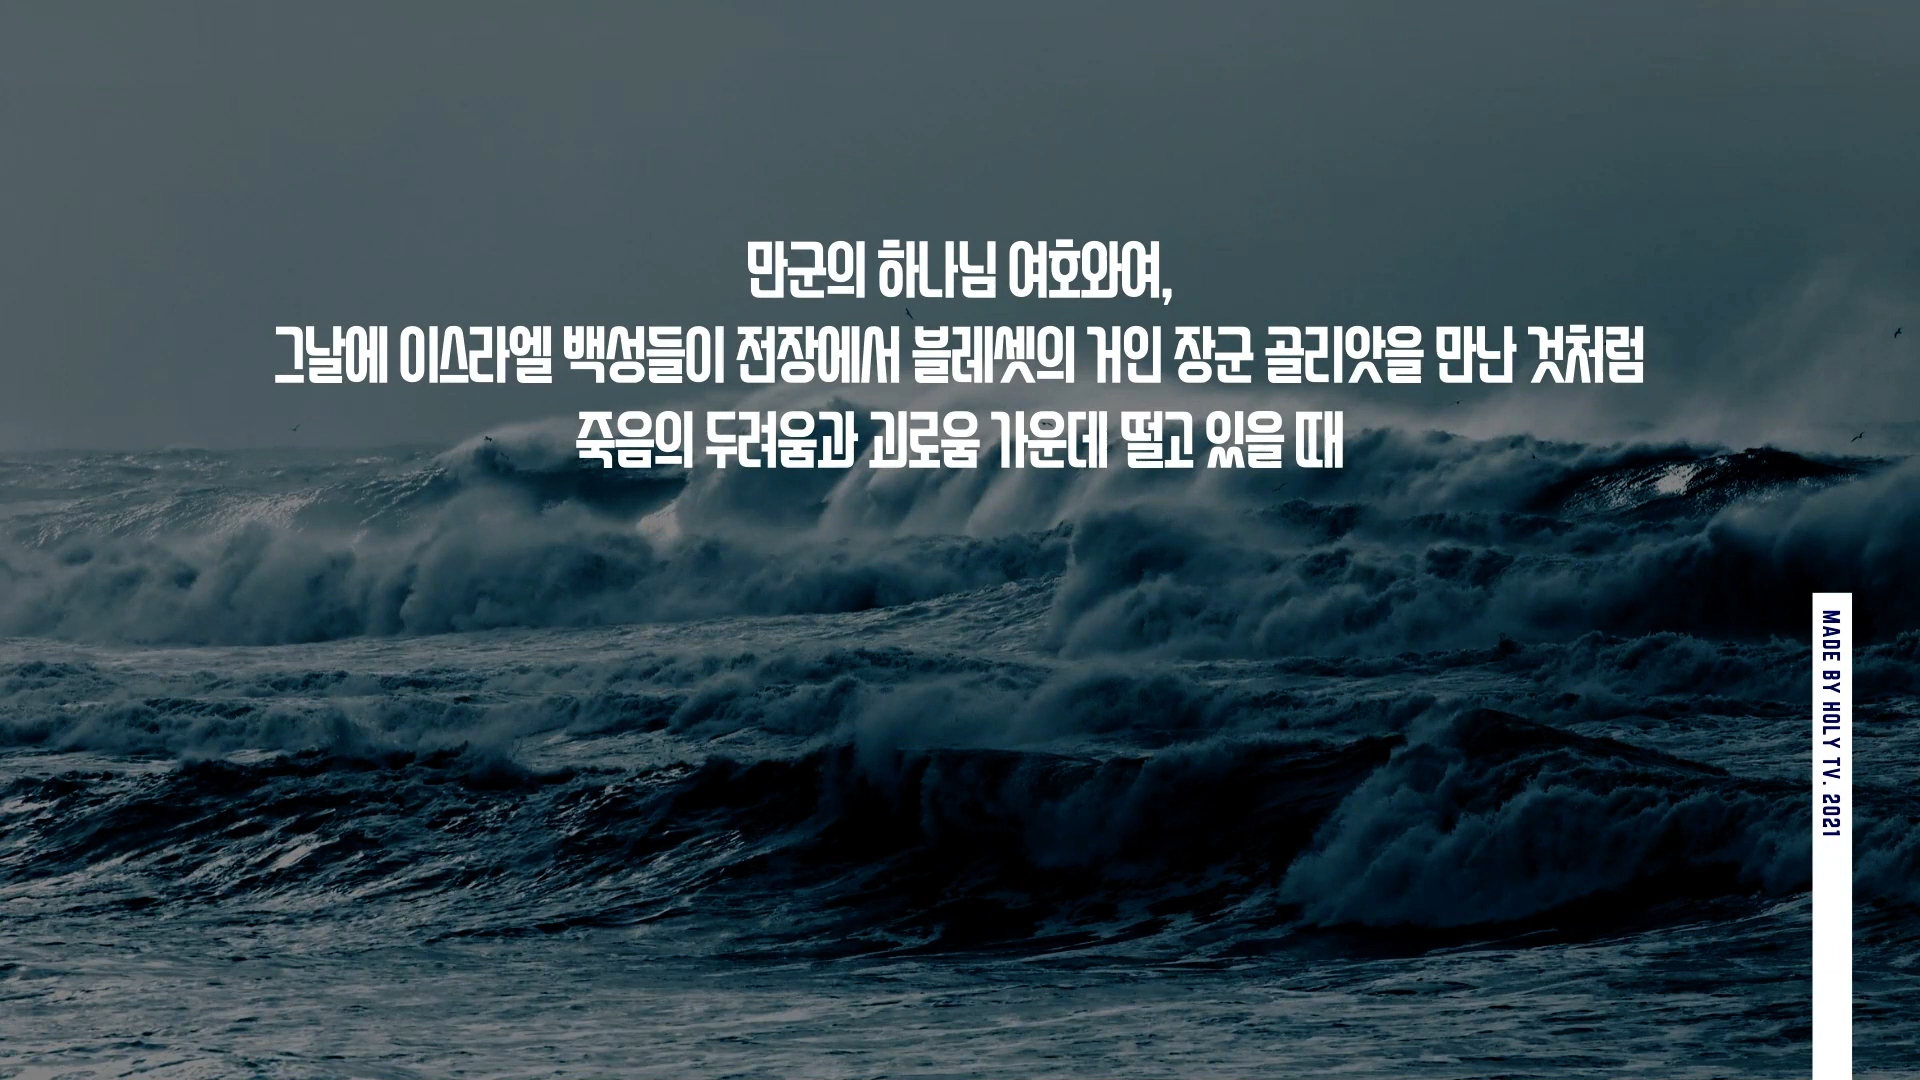 만군의 하나님 여호와여,
그날에 이스라엘 백성들이 전장에서 블레셋의 거인 장군 골리앗을 만난 것처럼
죽음의 두려움과 괴로움 가운데 떨고 있을 때
MADE BY HOLY TV. 2021